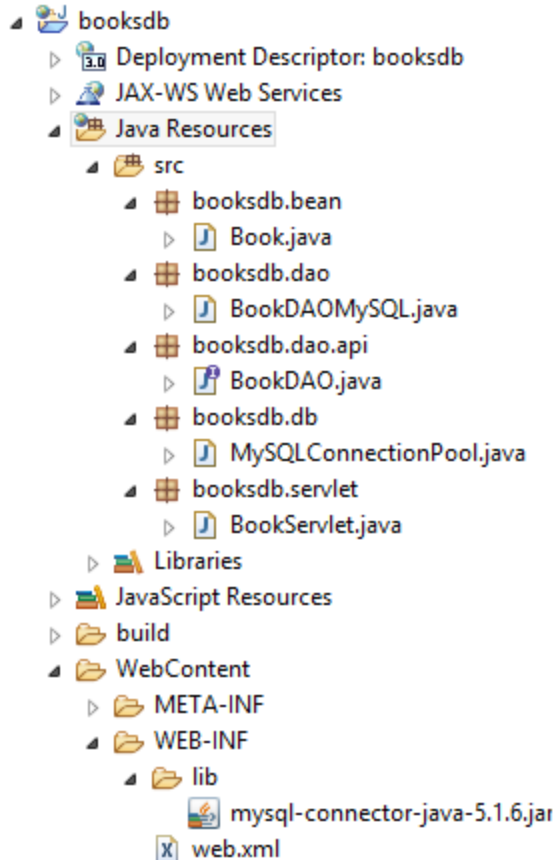 booksdb
3.0 Deployment Descriptor: booksdb
JAX-WS Web Services
Java Resources
src
booksdb.bean
J Book.java
booksdb.dao
J BookDAOMySQL.java
booksdb.dao.api
J BookDAO.java
booksdb.db
J MySQLConnectionPool.java
booksdb.servlet
J BookServlet.java
Libraries
JavaScript Resources
build
WebContent
META-INF
WEB-INF
lib
mysql-connector-java-5.1.6.jar
X web.xml